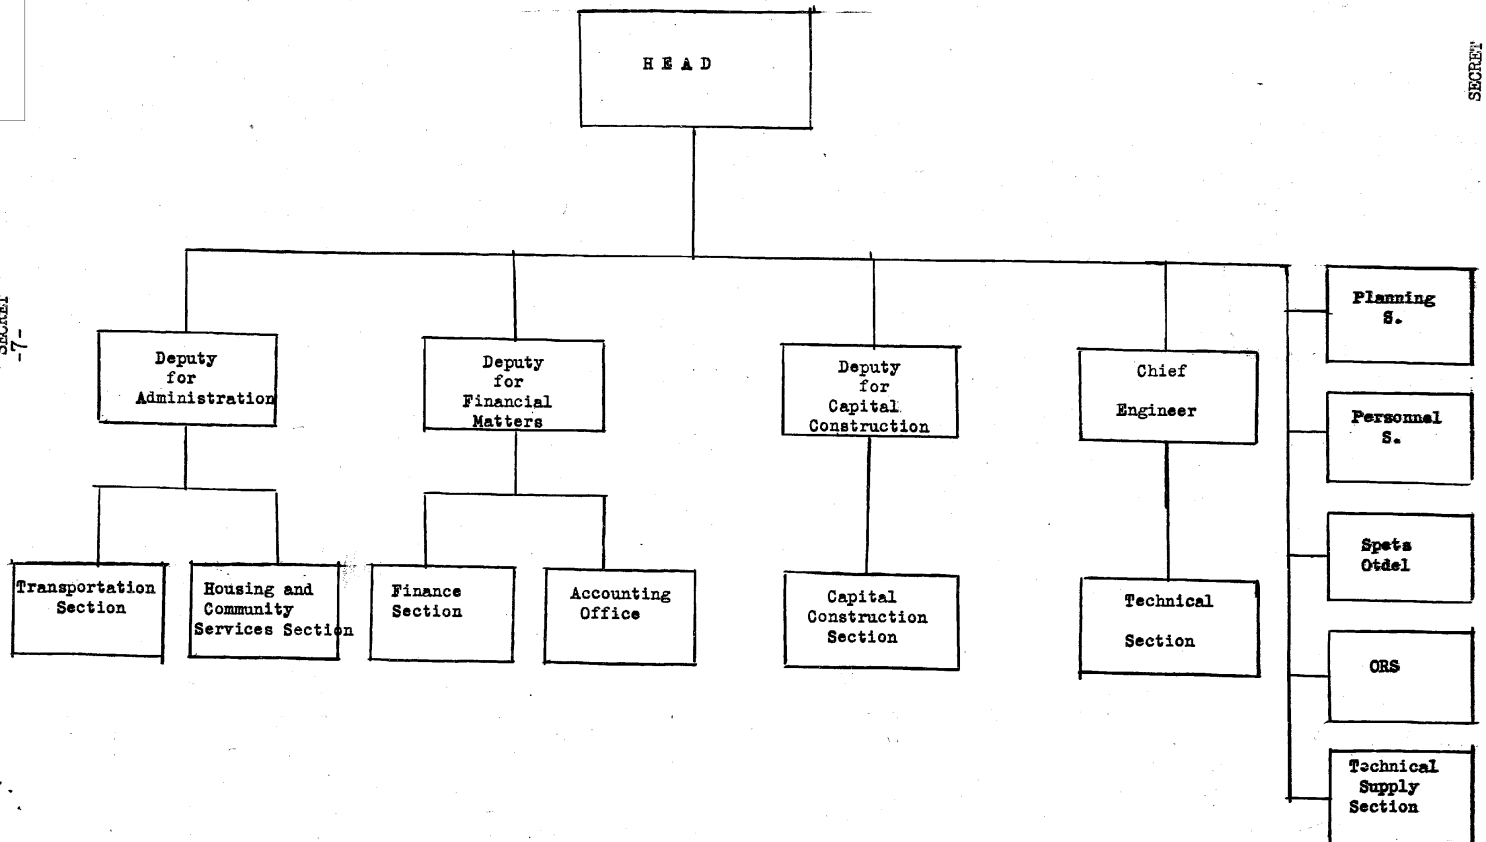 SECRET
H E A D
SECRET
-7-
Deputy
for
Administration
Deputy
for
Financial
Matters
Deputy
for
Capital
Construction
Chief
Engineer
Planning
S.
Personnel
S.
Spets
Otdel
ORS
Technical
Supply
Section
Transportation
Section
Housing and
Community
Services Section
Finance
Section
Accounting
Office
Capital
Construction
Section
Technical
Section